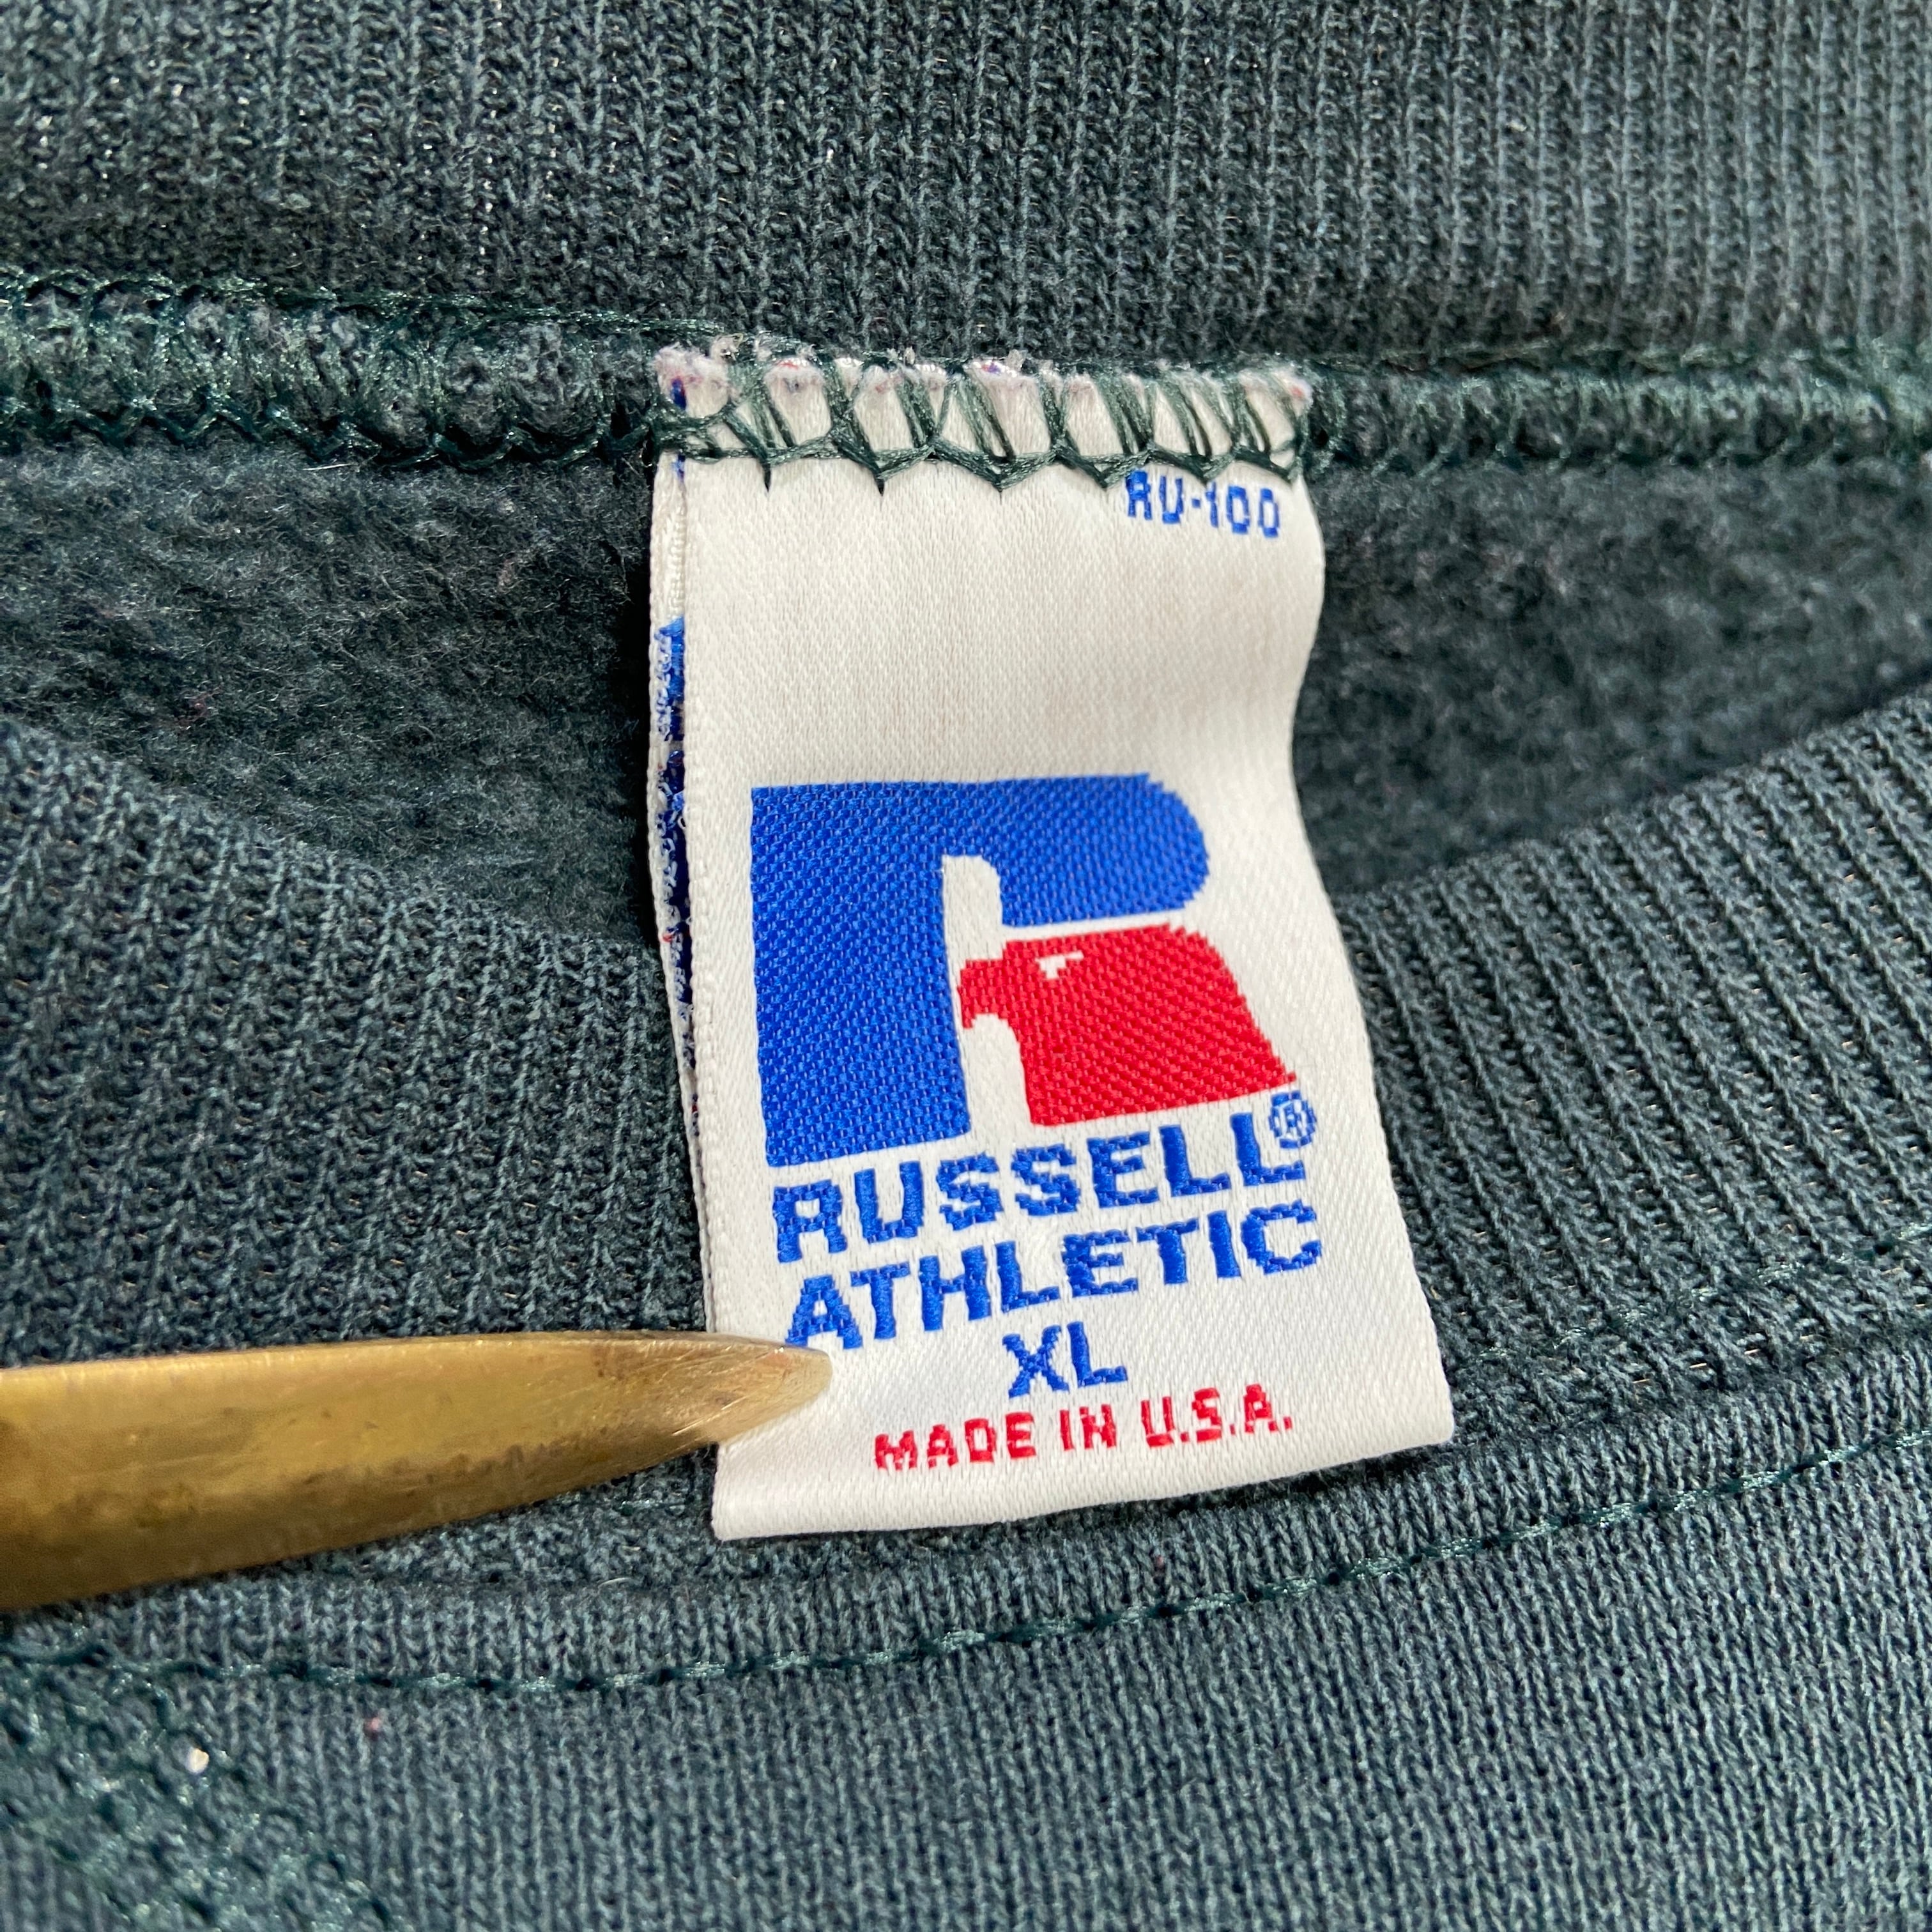 RU-100
RUSSELL®
ATHLETIC
XL
MADE IN U.S.A.